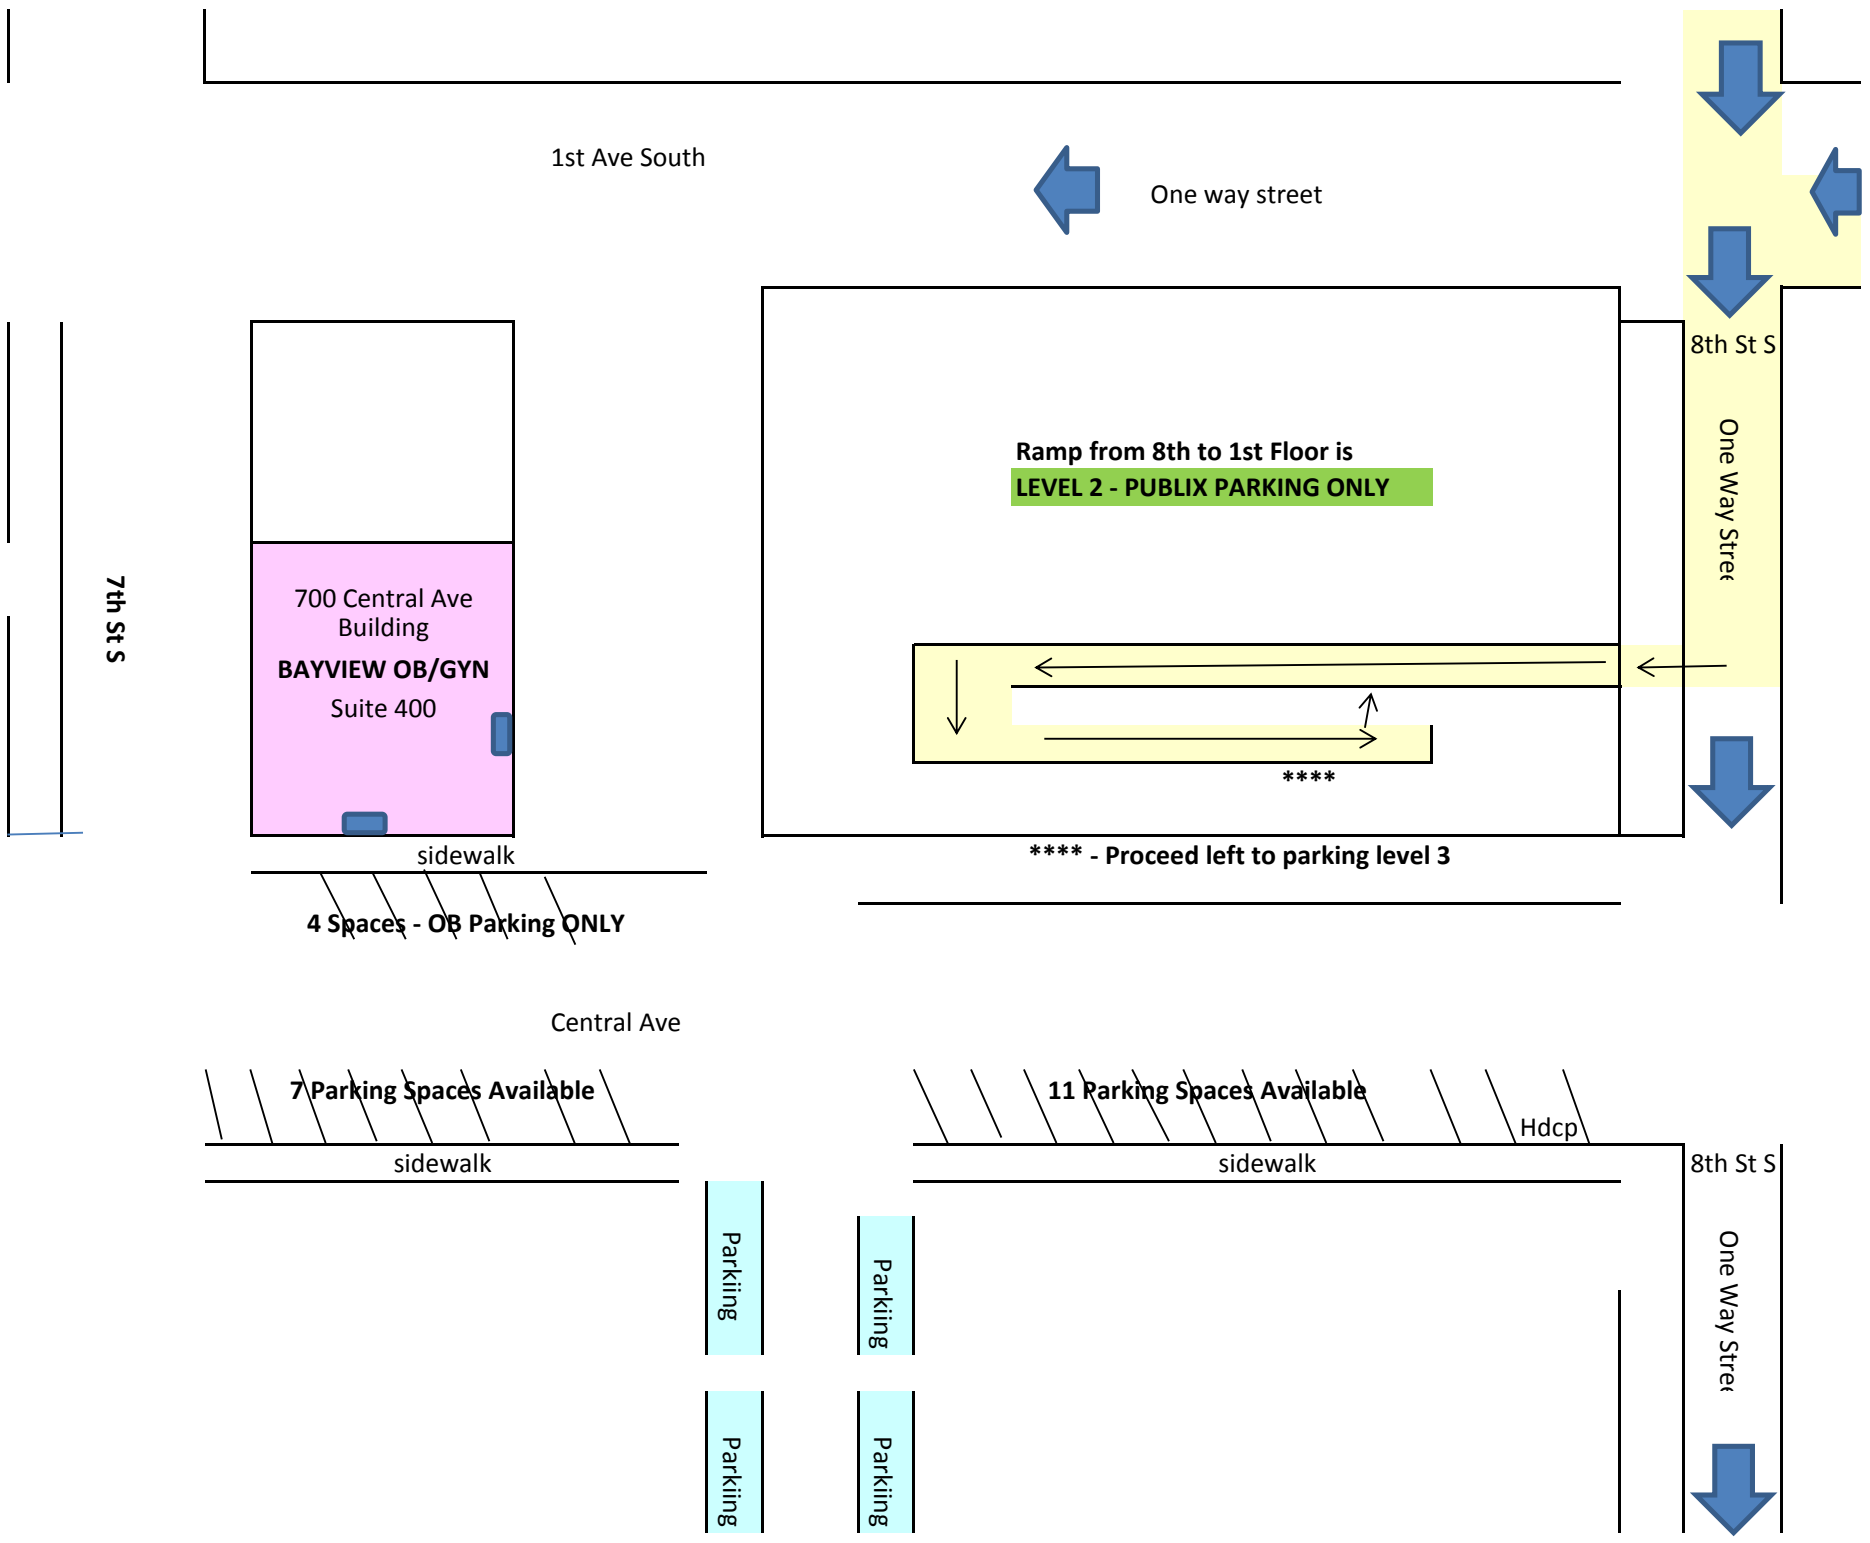 1st Ave South
One way street
8th St S
Ramp from 8th to 1st Floor is
LEVEL 2 - PUBLIX PARKING ONLY
One Way Stree
7th St S
700 Central Ave
Building
BAYVIEW OB/GYN
Suite 400
****
sidewalk
**** - Proceed left to parking level 3
4 Spaces - OB Parking ONLY
Central Ave
7 Parking Spaces Available
11 Parking Spaces Available
Hdcp
sidewalk
sidewalk
8th St S
Parkiing
Parkiing
One Way Stree
Parkiing
Parkiing